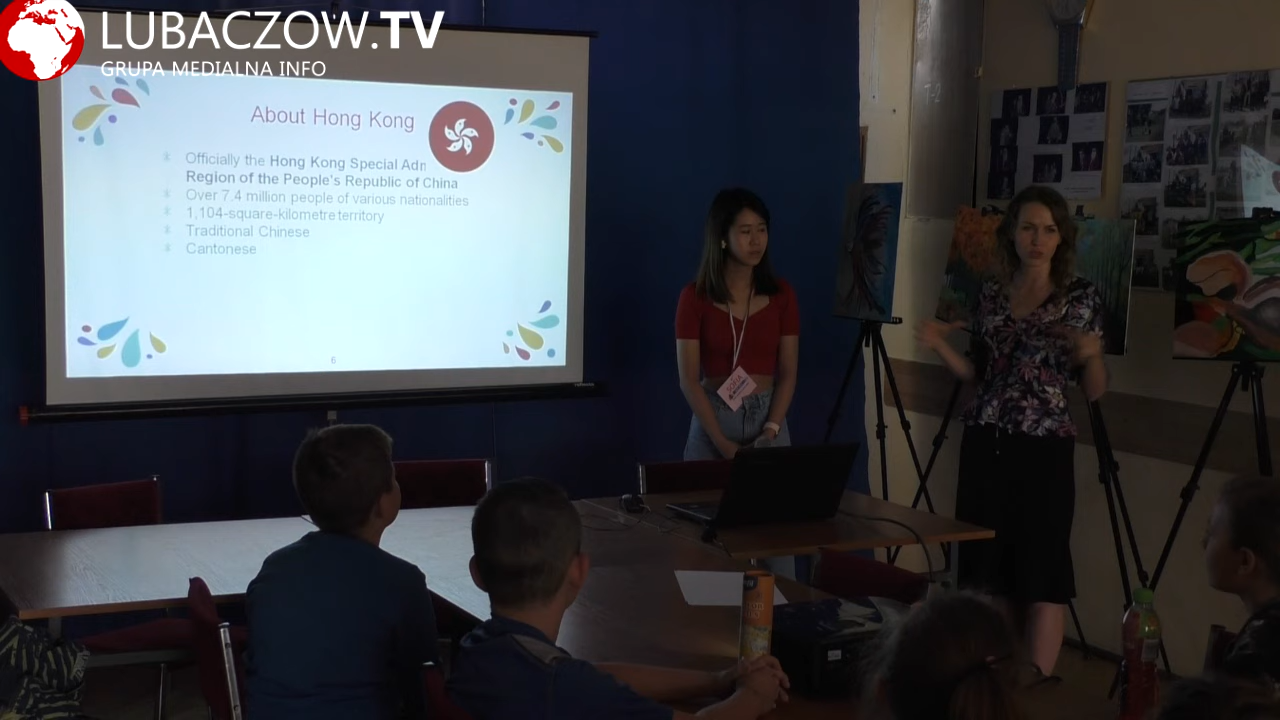 LUBACZOW.TV
GRUPA MEDIALNA INFO
About Hong Kong
Officially the Hong Kong Special Adn
Region of the People's Republic of China
Over 7.4 million people of various nationalities
1,104-square-kilometre territory
Traditional Chinese
Cantonese
6